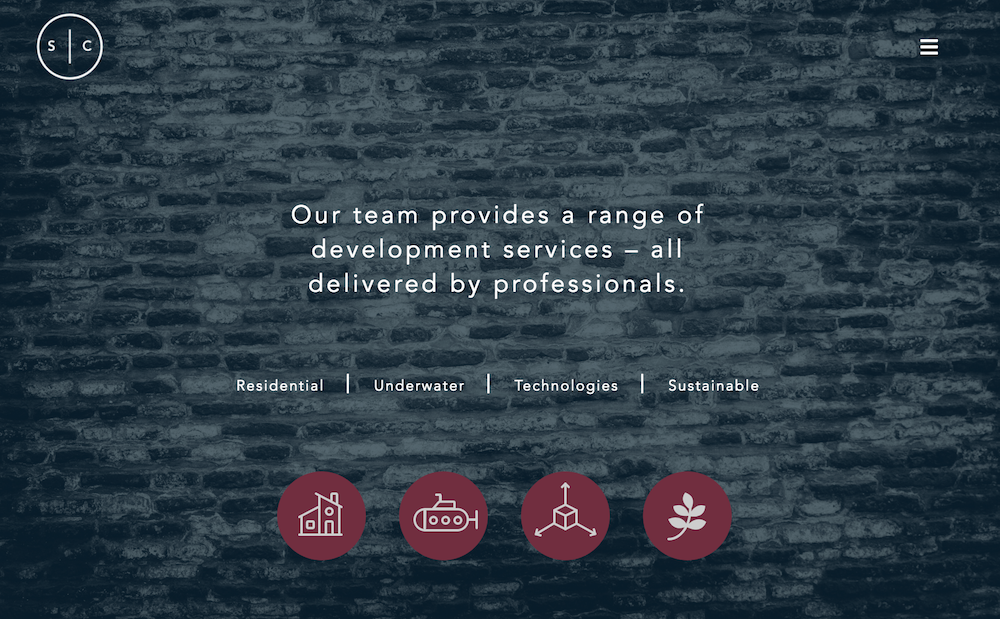 S | C
Our team provides a range of
development services – all
delivered by professionals.
Residential | Underwater | Technologies | Sustainable